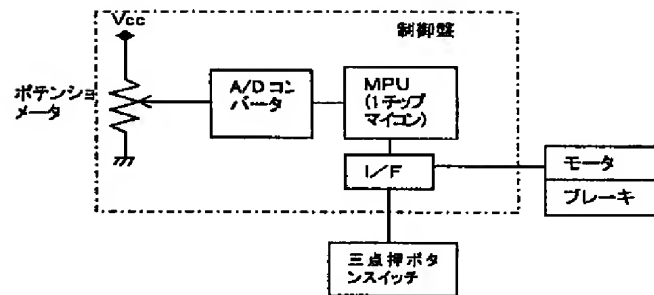 Vcc
制御盤
ポテンショ
メータ
A/Dコン
バータ
MPU
(1チップ
マイコン)
I/F
モータ
ブレーキ
三点押ボタ
ンスイッチ